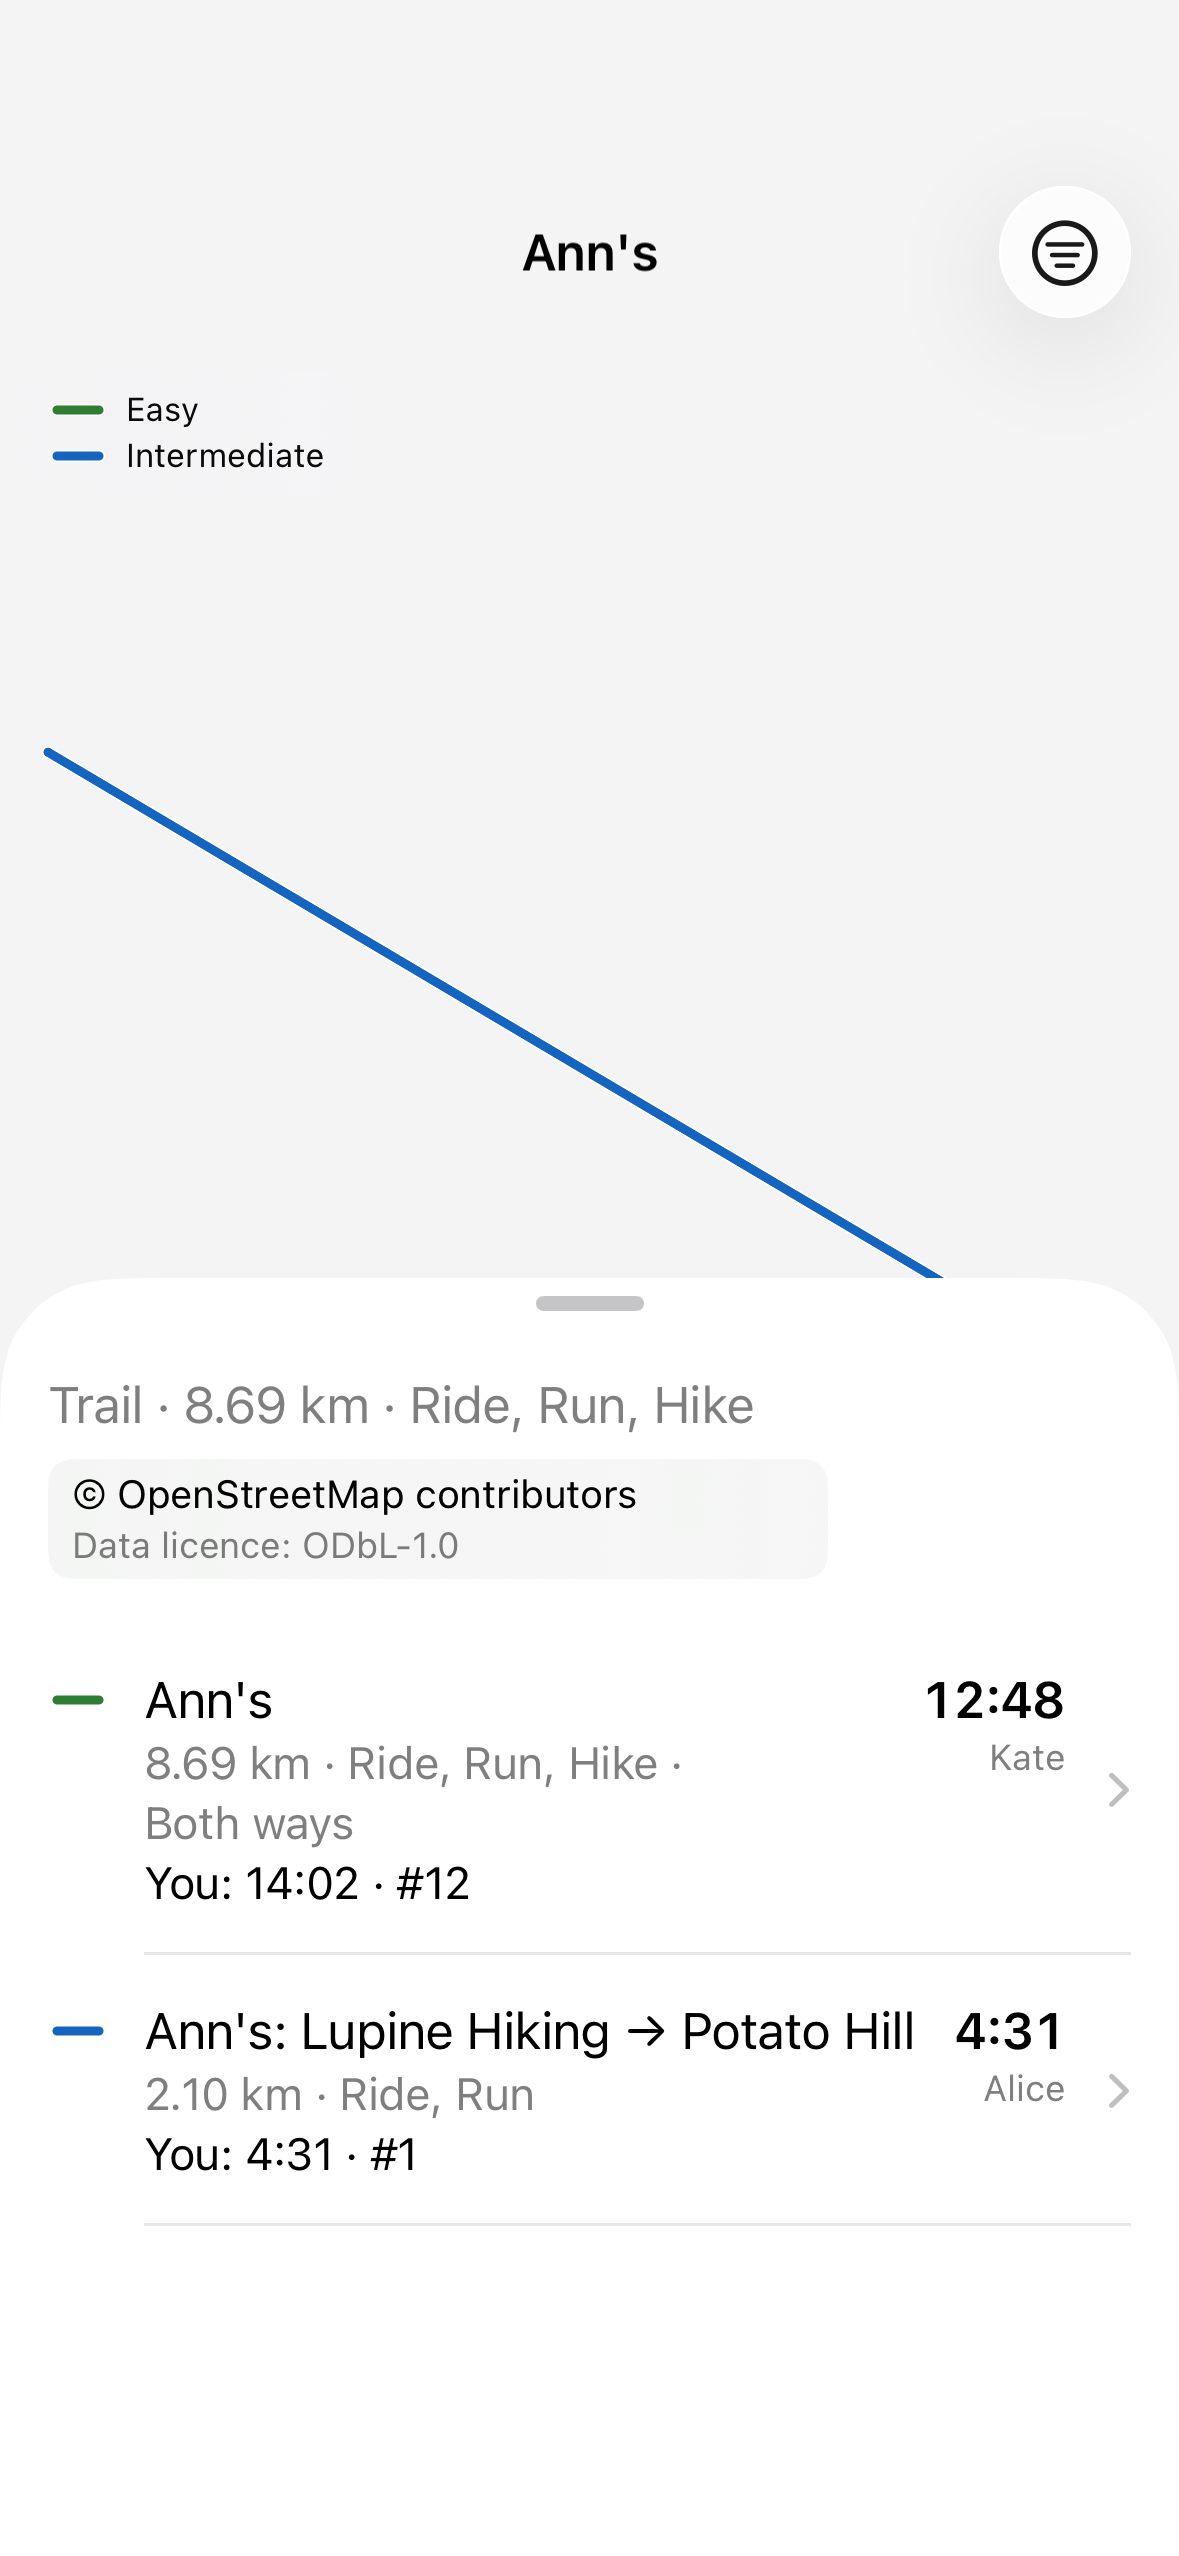 Ann's
Easy
Intermediate
Trail · 8.69 km · Ride, Run, Hike
© OpenStreetMap contributors
Data licence: ODbL-1.0
Ann's 12:48
8.69 km · Ride, Run, Hike · Kate
Both ways
You: 14:02 · #12
Ann's: Lupine Hiking → Potato Hill 4:31
2.10 km · Ride, Run Alice
You: 4:31 · #1